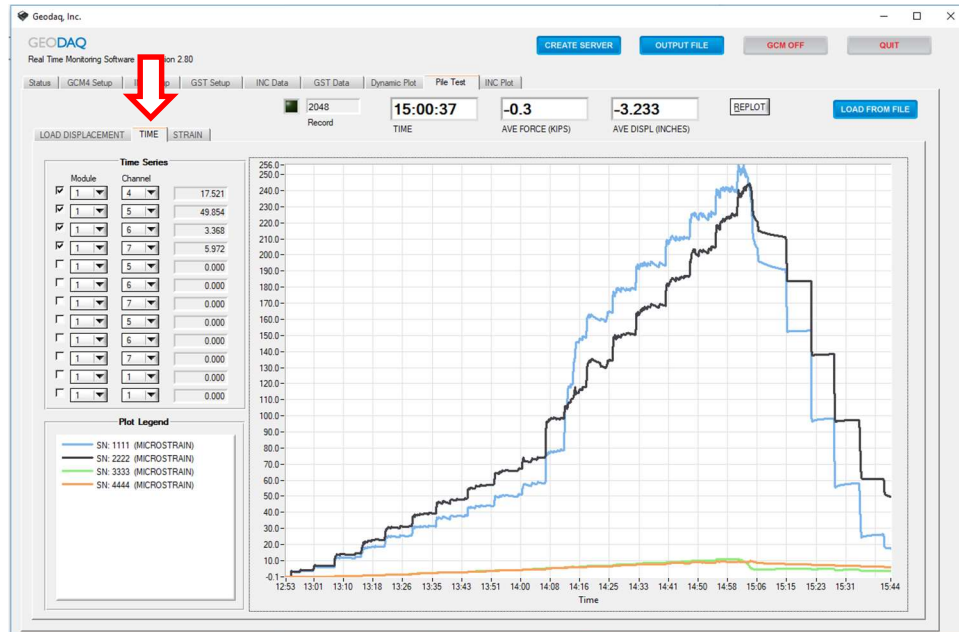 Geodaq, Inc.
GEODAQ
CREATE SERVER
OUTPUT FILE
GCM OFF
QUIT
Real Time Monitoring Software
ion 2.80
Status
GCM4 Setup
GST Setup
INC Data
GST Data
Dynamic Plot
Pile Test
INC Plot
2048
Record
15:00:37
TIME
-0.3
AVE FORCE (KIPS)
-3.233
AVE DISPL (INCHES)
REPLOT
LOAD FROM FILE
LOAD DISPLACEMENT
TIME
STRAIN
Time Series
Module Channel
1 4 17.521
1 5 49.854
1 6 3.368
1 7 5.972
1 5 0.000
1 6 0.000
1 7 0.000
1 5 0.000
1 6 0.000
1 7 0.000
1 1 0.000
1 1 0.000
Plot Legend
SN: 1111 (MICROSTRAIN)
SN: 2222 (MICROSTRAIN)
SN: 3333 (MICROSTRAIN)
SN: 4444 (MICROSTRAIN)
256.0
250.0
240.0
230.0
220.0
210.0
200.0
190.0
180.0
170.0
160.0
150.0
140.0
130.0
120.0
110.0
100.0
90.0
80.0
70.0
60.0
50.0
40.0
30.0
20.0
10.0
-0.1
12:53 13:01 13:10 13:18 13:26 13:35 13:43 13:51 14:00 14:08 14:16 14:25 14:33 14:41 14:50 14:58 15:06 15:15 15:23 15:31 15:44
Time